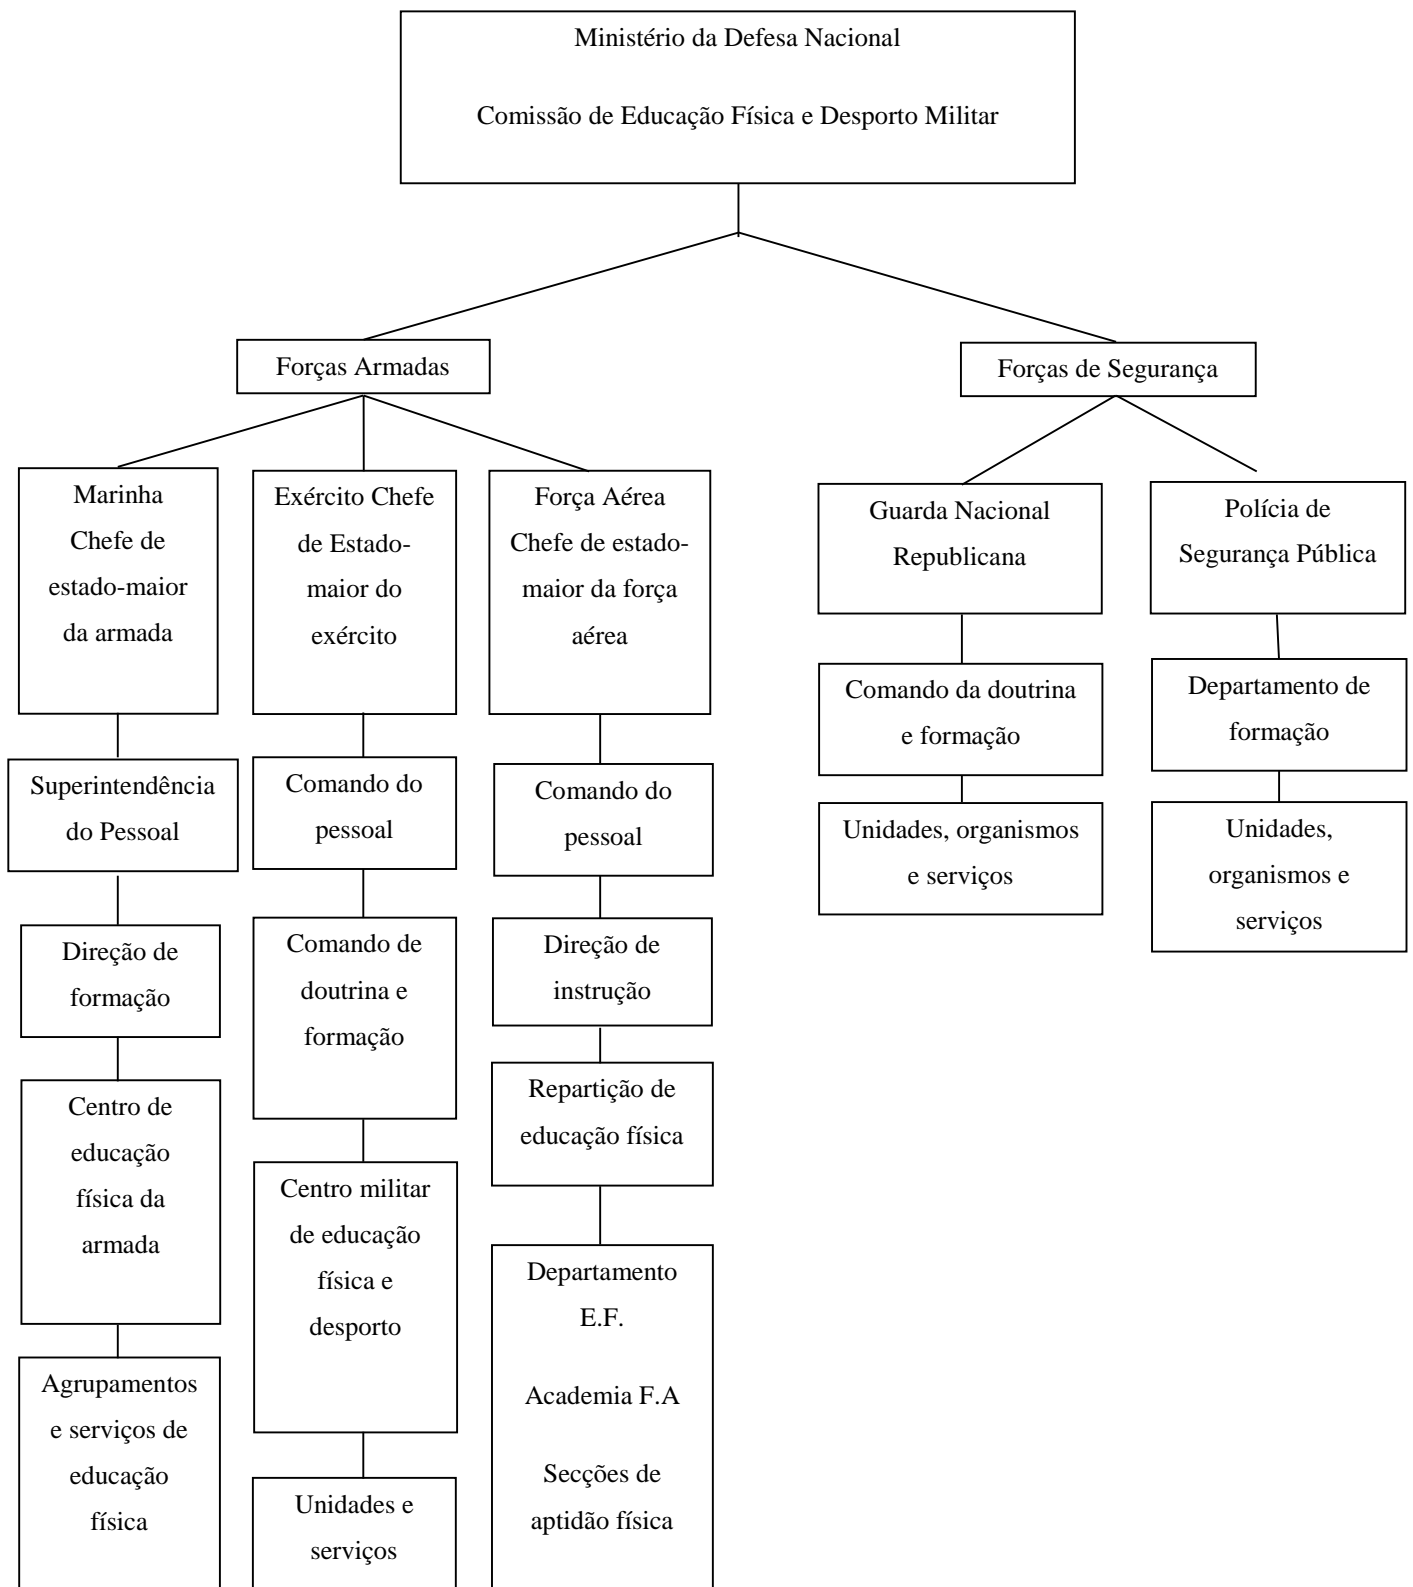 Ministério da Defesa Nacional
Comissão de Educação Física e Desporto Militar
Forças Armadas
Forças de Segurança
Marinha
Chefe de
estado-maior
da armada
Exército Chefe
de Estado-
maior do
exército
Força Aérea
Chefe de estado-
maior da força
aérea
Guarda Nacional
Republicana
Polícia de
Segurança Pública
Superintendência
do Pessoal
Comando do
pessoal
Comando do
pessoal
Comando da doutrina
e formação
Departamento de
formação
Unidades, organismos
e serviços
Unidades,
organismos e
serviços
Direção de
formação
Comando de
doutrina e
formação
Direção de
instrução
Centro de
educação
física da
armada
Centro militar
de educação
física e
desporto
Repartição de
educação física
Agrupamentos
e serviços de
educação
física
Unidades e
serviços
Departamento
E.F.
Academia F.A
Secções de
aptidão física